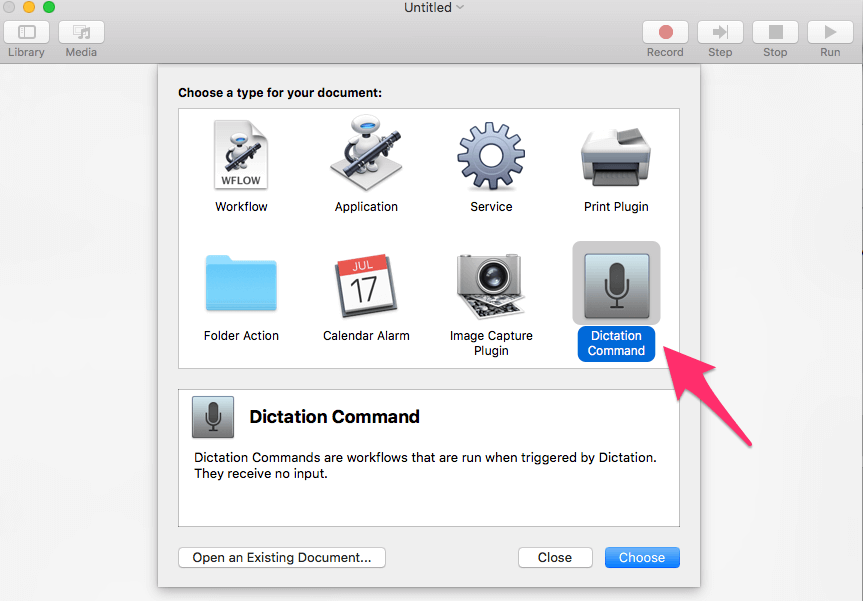 Untitled
Library
Media
Record
Step
Stop
Run
Choose a type for your document:
WFLOW
Workflow
Application
Service
Print Plugin
Folder Action
JUL
17
Calendar Alarm
Image Capture
Plugin
Dictation
Command
Dictation Command
Dictation Commands are workflows that are run when triggered by Dictation.
They receive no input.
Open an Existing Document...
Close
Choose